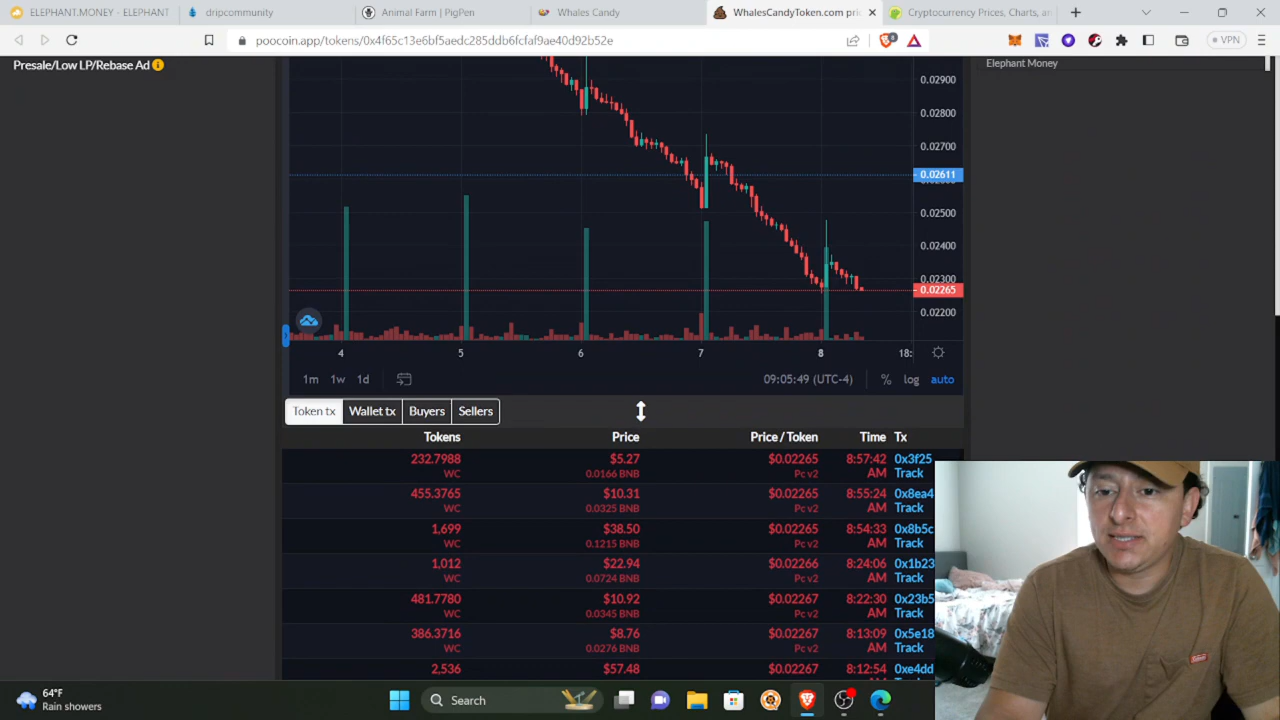 ELEPHANT.MONEY - ELEPHANT
dripcommunity
Animal Farm | PigPen
Whales Candy
WhalesCandyToken.com pri
Cryptocurrency Prices, Charts, an
poocoin.app/tokens/0x4f65c13e6bf5aedc285ddb6fcfaf9ae40d92b52e
VPN
Presale/Low LP/Rebase Ad
Elephant Money
0.02900
0.02800
0.02700
0.02611
0.02500
0.02400
0.02300
0.02265
0.02200
4 5 6 7 8 18:
1m 1w 1d
09:05:49 (UTC-4)
% log auto
Token tx Wallet tx Buyers Sellers
Tokens Price Price / Token Time Tx
232.7988 $5.27 $0.02265 8:57:42 0x3f25
WC 0.0166 BNB Pc v2 AM Track
455.3765 $10.31 $0.02265 8:55:24 0x8ea4
WC 0.0325 BNB Pc v2 AM Track
1,699 $38.50 $0.02265 8:54:33 0x8b5c
WC 0.1215 BNB Pc v2 AM Track
1,012 $22.94 $0.02266 8:24:06 0x1b23
WC 0.0724 BNB Pc v2 AM Track
481.7780 $10.92 $0.02267 8:22:30 0x23b5
WC 0.0345 BNB Pc v2 AM Track
386.3716 $8.76 $0.02267 8:13:09 0x5e18
WC 0.0276 BNB Pc v2 AM Track
2,536 $57.48 $0.02267 8:12:54 0xe4dd
64°F
Rain showers
Search